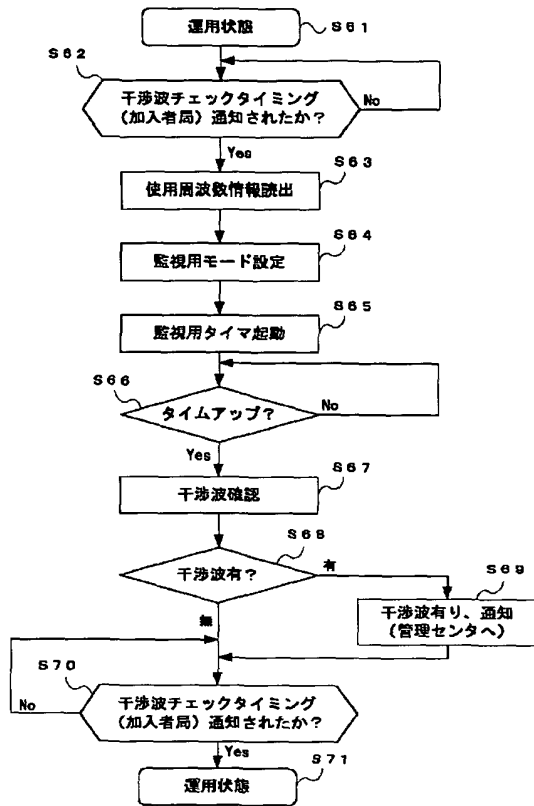 運用状態
S61
S62
干渉波チェックタイミング
(加入者局)通知されたか?
No
Yes
S63
使用周波数情報読出
S64
監視用モード設定
S65
監視用タイマ起動
S66
タイムアップ?
No
Yes
S67
干渉波確認
S68
干渉波有?
有
S69
干渉波有り、通知
(管理センタへ)
無
S70
干渉波チェックタイミング
(加入者局)通知されたか?
No
Yes
S71
運用状態